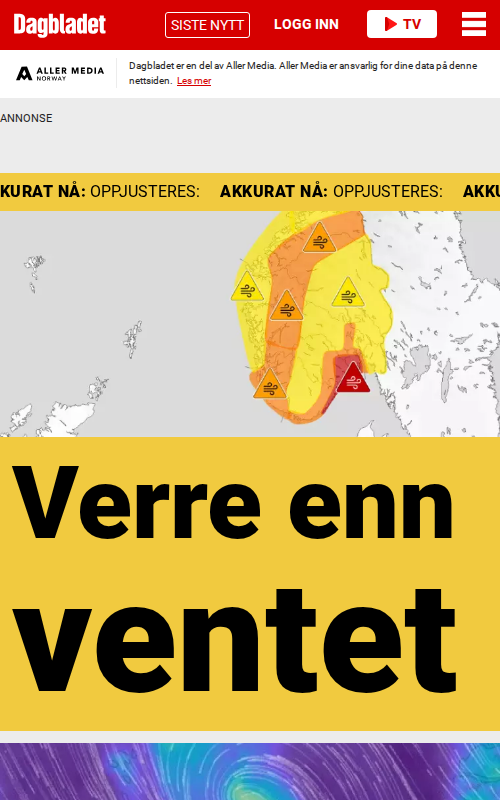 Dagbladet SISTE NYTT LOGG INN TV
ALLER MEDIA
NORWAY
Dagbladet er en del av Aller Media. Aller Media er ansvarlig for dine data på denne
nettsiden. Les mer
ANNONSE
KURAT NÅ: OPPJUSTERES: AKKURAT NÅ: OPPJUSTERES: AKKU
Verre enn
ventet